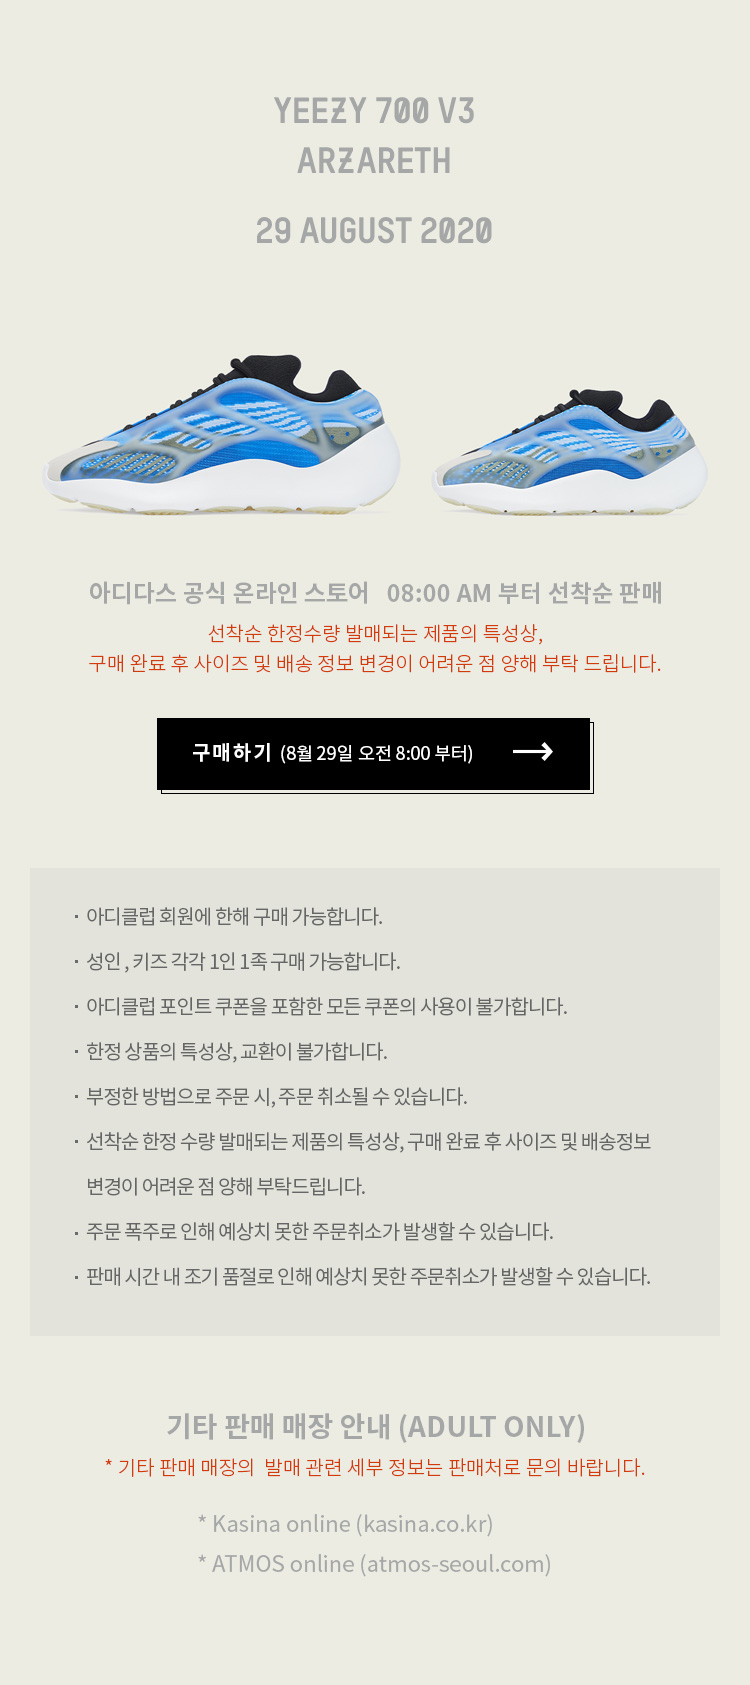 YEEZY 700 V3
ARZARETH
29 AUGUST 2020
아디다스 공식 온라인 스토어 08:00 AM 부터 선착순 판매
선착순 한정수량 발매되는 제품의 특성상,
구매 완료 후 사이즈 및 배송 정보 변경이 어려운 점 양해 부탁 드립니다.
구매하기 (8월 29일 오전 8:00 부터)
· 아디클럽 회원에 한해 구매 가능합니다.
· 성인 , 키즈 각각 1인 1족 구매 가능합니다.
· 아디클럽 포인트 쿠폰을 포함한 모든 쿠폰의 사용이 불가합니다.
· 한정 상품의 특성상, 교환이 불가합니다.
· 부정한 방법으로 주문 시, 주문 취소될 수 있습니다.
· 선착순 한정 수량 발매되는 제품의 특성상, 구매 완료 후 사이즈 및 배송정보
변경이 어려운 점 양해 부탁드립니다.
· 주문 폭주로 인해 예상치 못한 주문취소가 발생할 수 있습니다.
· 판매 시간 내 조기 품절로 인해 예상치 못한 주문취소가 발생할 수 있습니다.
기타 판매 매장 안내 (ADULT ONLY)
* 기타 판매 매장의 발매 관련 세부 정보는 판매처로 문의 바랍니다.
* Kasina online (kasina.co.kr)
* ATMOS online (atmos-seoul.com)